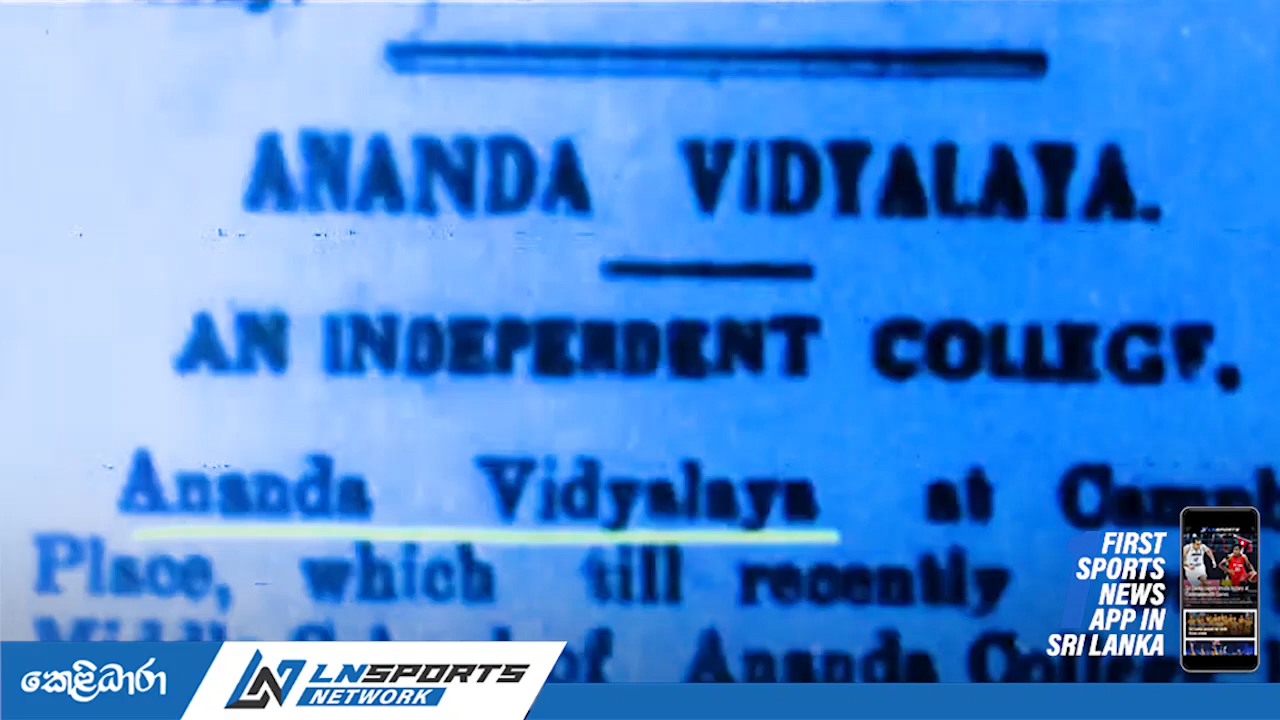 ANANDA VIDYALAYA.
AN INDEPENDENT COLLEGE.
Ananda Vidyalaya at
Place, which till recently
of Ananda
කෙළිධාරා
LNSPORTS
NETWORK
FIRST
SPORTS
NEWS
APP IN
SRI LANKA
LNSPORTS